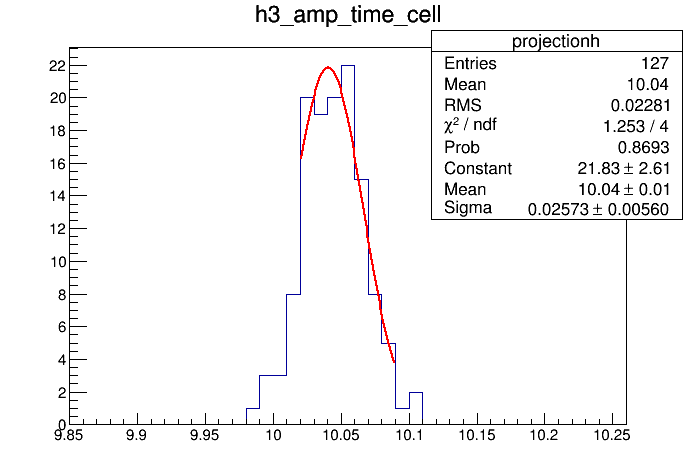 h3_amp_time_cell
projectionh
Entries 127
Mean 10.04
RMS 0.02281
χ² / ndf 1.253 / 4
Prob 0.8693
Constant 21.83 ± 2.61
Mean 10.04 ± 0.01
Sigma 0.02573 ± 0.00560
22
20
18
16
14
12
10
8
6
4
2
0
9.85 9.9 9.95 10 10.05 10.1 10.15 10.2 10.25